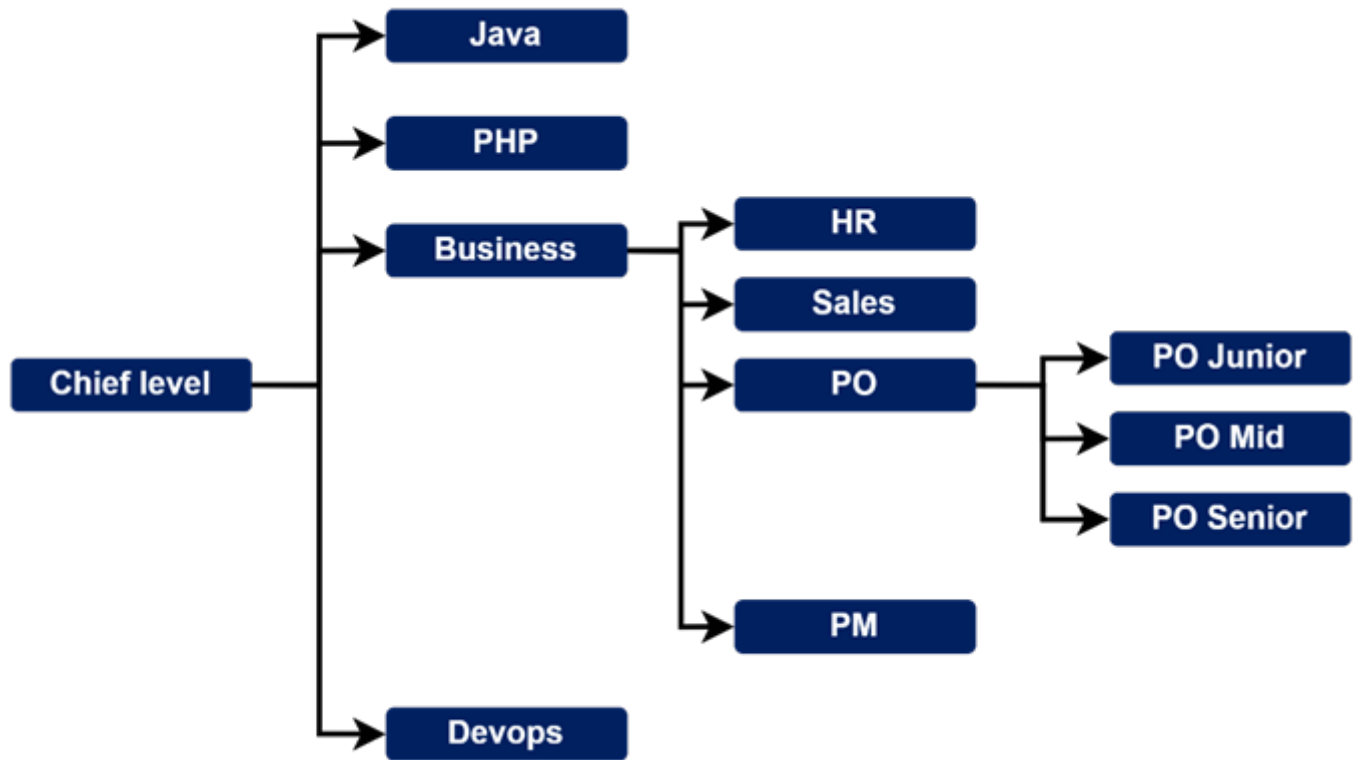 Java
PHP
Business
HR
Sales
Chief level
PO
PO Junior
PO Mid
PO Senior
PM
Devops